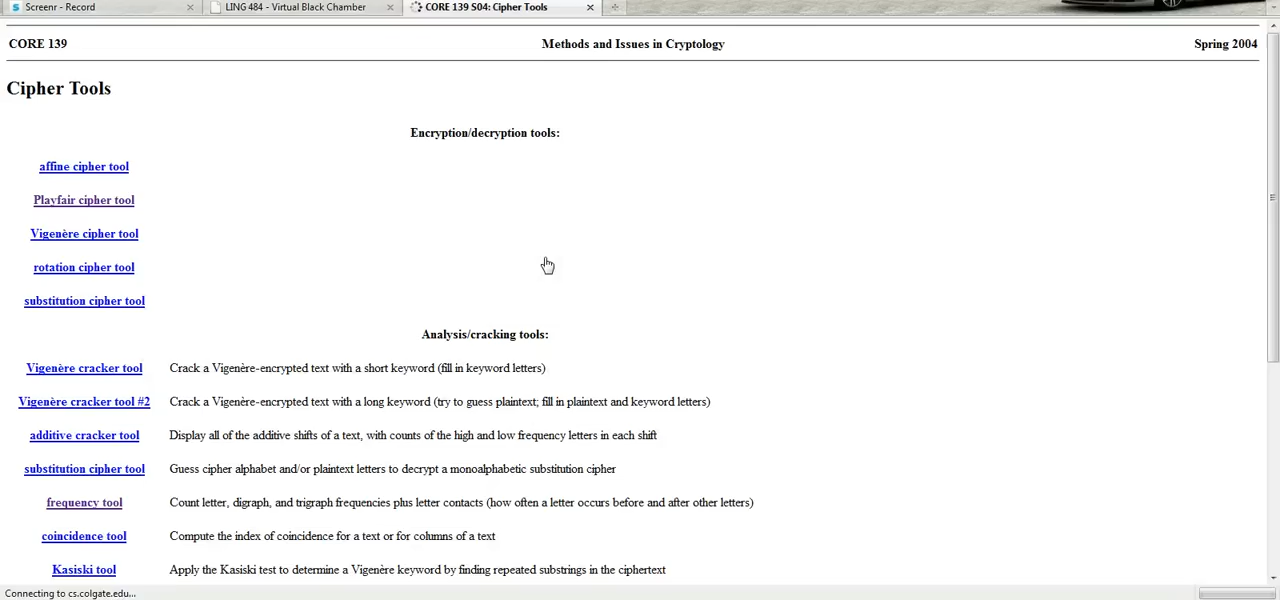 Screenr - Record
LING 484 - Virtual Black Chamber
CORE 139 S04: Cipher Tools
CORE 139 Methods and Issues in Cryptology Spring 2004
Cipher Tools
Encryption/decryption tools:
affine cipher tool
Playfair cipher tool
Vigenère cipher tool
rotation cipher tool
substitution cipher tool
Analysis/cracking tools:
Vigenère cracker tool Crack a Vigenère-encrypted text with a short keyword (fill in keyword letters)
Vigenère cracker tool #2 Crack a Vigenère-encrypted text with a long keyword (try to guess plaintext; fill in plaintext and keyword letters)
additive cracker tool Display all of the additive shifts of a text, with counts of the high and low frequency letters in each shift
substitution cipher tool Guess cipher alphabet and/or plaintext letters to decrypt a monoalphabetic substitution cipher
frequency tool Count letter, digraph, and trigraph frequencies plus letter contacts (how often a letter occurs before and after other letters)
coincidence tool Compute the index of coincidence for a text or for columns of a text
Kasiski tool Apply the Kasiski test to determine a Vigenère keyword by finding repeated substrings in the ciphertext
Connecting to cs.colgate.edu...